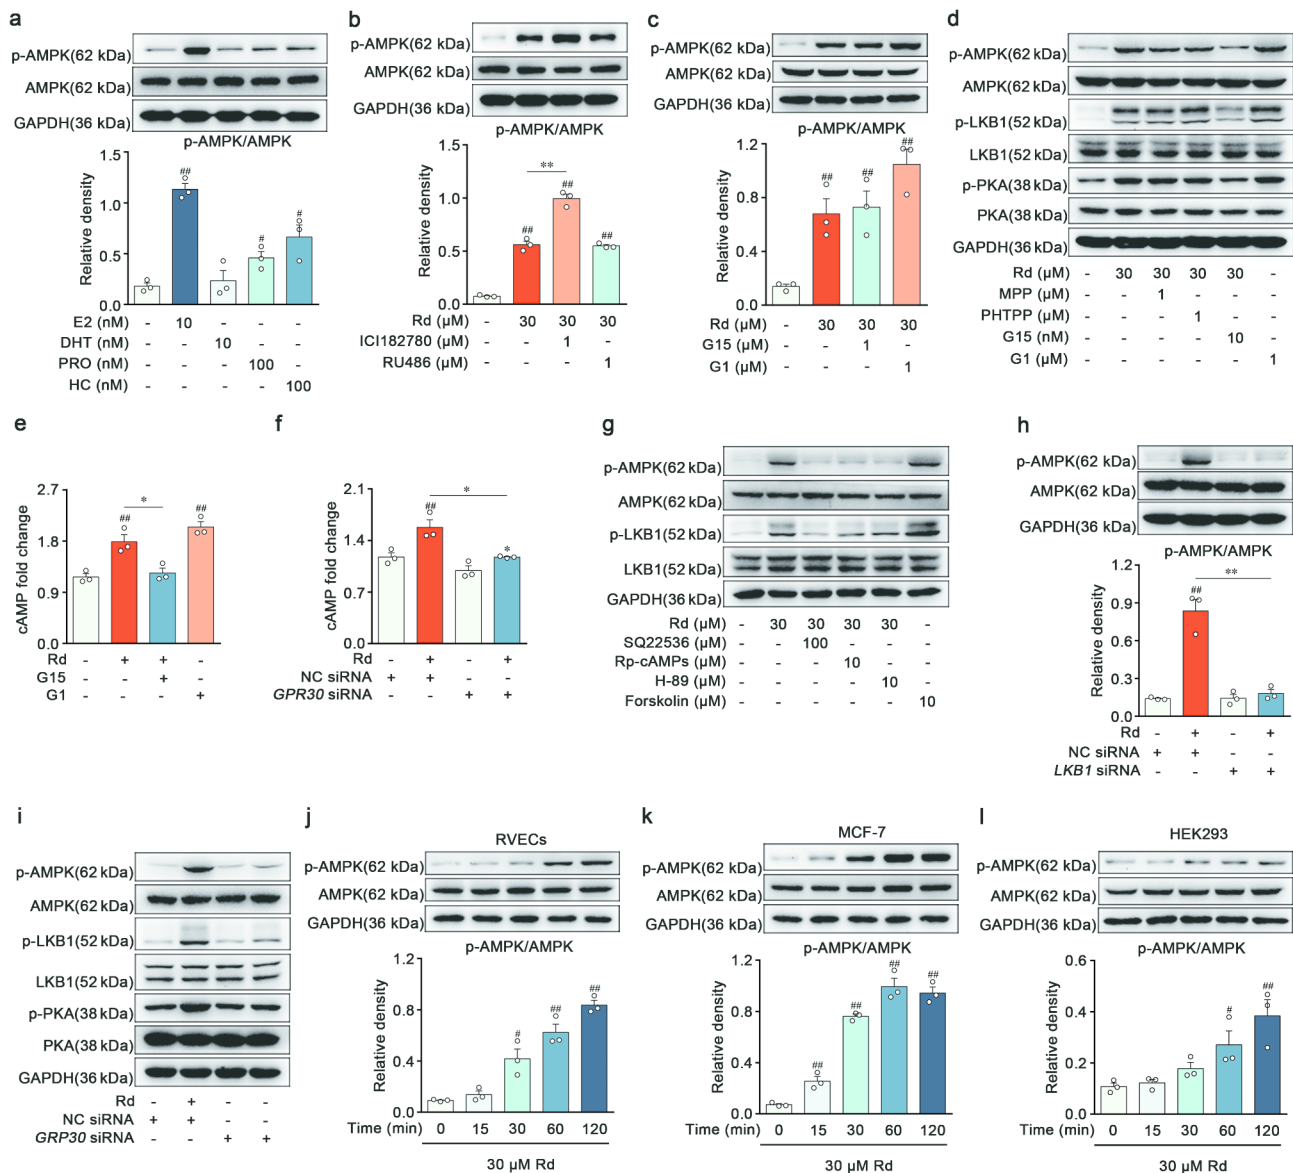 a
p-AMPK(62 kDa)
AMPK(62 kDa)
GAPDH(36 kDa)
p-AMPK/AMPK
Relative density
1.5
1.0
0.5
0.0
##
#
#
E2 (nM) - 10 - - -
DHT (nM) - - 10 - -
PRO (nM) - - - 100 -
HC (nM) - - - - 100
b
p-AMPK(62 kDa)
AMPK(62 kDa)
GAPDH(36 kDa)
p-AMPK/AMPK
Relative density
1.5
1.0
0.5
0.0
**
##
##
##
Rd (µM) - 30 30 30
ICI182780 (µM) - - 1 -
RU486 (µM) - - - 1
c
p-AMPK(62 kDa)
AMPK(62 kDa)
GAPDH(36 kDa)
p-AMPK/AMPK
Relative density
1.2
0.8
0.4
0.0
##
##
##
Rd (µM) - 30 30 30
G15 (µM) - - 1 -
G1 (µM) - - - 1
d
p-AMPK(62 kDa)
AMPK(62 kDa)
p-LKB1(52 kDa)
LKB1(52 kDa)
p-PKA(38 kDa)
PKA(38 kDa)
GAPDH(36 kDa)
Rd (µM) - 30 30 30 30 -
MPP (µM) - - 1 - - -
PHTPP (µM) - - - 1 - -
G15 (nM) - - - - 10 -
G1 (µM) - - - - - 1
e
cAMP fold change
2.7
1.8
0.9
0.0
##
*
##
Rd - + + -
G15 - - + -
G1 - - - +
f
cAMP fold change
2.1
1.4
0.7
0.0
##
*
*
Rd - + - +
NC siRNA + + - -
GPR30 siRNA - - + +
g
p-AMPK(62 kDa)
AMPK(62 kDa)
p-LKB1(52 kDa)
LKB1(52 kDa)
GAPDH(36 kDa)
Rd (µM) - 30 30 30 30 -
SQ22536 (µM) - - 100 - - -
Rp-cAMPs (µM) - - - 10 - -
H-89 (µM) - - - - 10 -
Forskolin (µM) - - - - - 10
h
p-AMPK(62 kDa)
AMPK(62 kDa)
GAPDH(36 kDa)
p-AMPK/AMPK
Relative density
1.2
0.9
0.6
0.3
0.0
##
**
Rd - + - +
NC siRNA + + - -
LKB1 siRNA - - + +
i
p-AMPK(62 kDa)
AMPK(62 kDa)
p-LKB1(52 kDa)
LKB1(52 kDa)
p-PKA(38 kDa)
PKA(38 kDa)
GAPDH(36 kDa)
Rd - + - -
NC siRNA + + - -
GRP30 siRNA - - + +
j
RVECs
p-AMPK(62 kDa)
AMPK(62 kDa)
GAPDH(36 kDa)
p-AMPK/AMPK
Relative density
1.2
0.8
0.4
0.0
#
##
##
Time (min) 0 15 30 60 120
30 µM Rd
k
MCF-7
p-AMPK(62 kDa)
AMPK(62 kDa)
GAPDH(36 kDa)
p-AMPK/AMPK
Relative density
1.2
0.8
0.4
0.0
##
##
##
##
Time (min) 0 15 30 60 120
30 µM Rd
l
HEK293
p-AMPK(62 kDa)
AMPK(62 kDa)
GAPDH(36 kDa)
p-AMPK/AMPK
Relative density
0.6
0.4
0.2
0.0
#
##
Time (min) 0 15 30 60 120
30 µM Rd